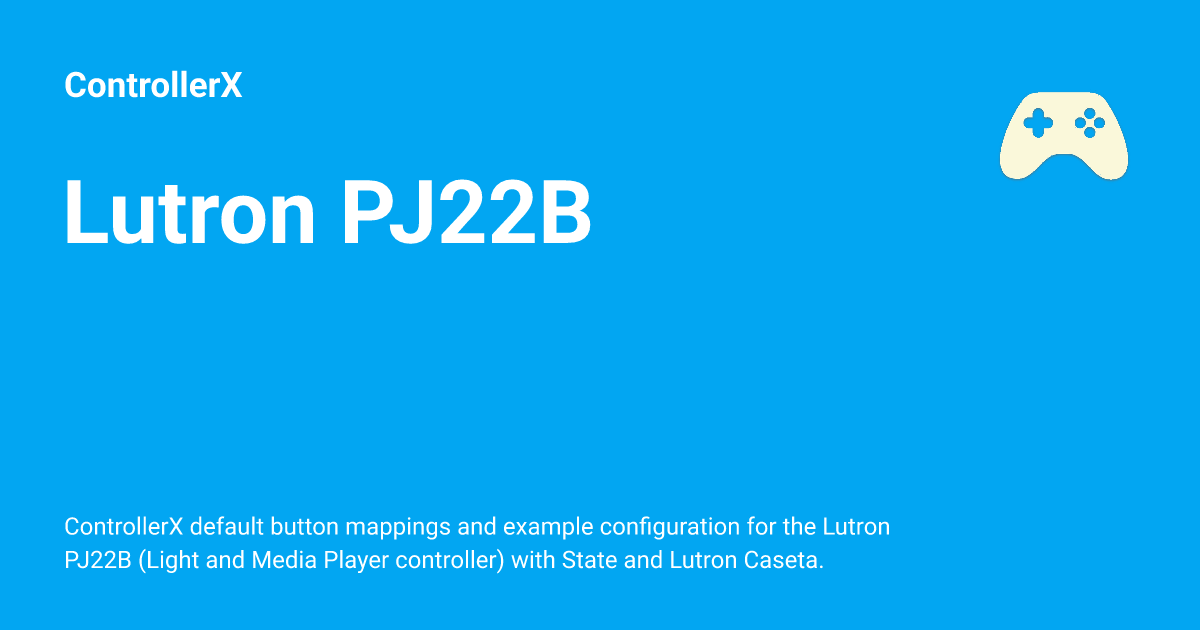 ControllerX
Lutron PJ22B
ControllerX default button mappings and example configuration for the Lutron
PJ22B (Light and Media Player controller) with State and Lutron Caseta.